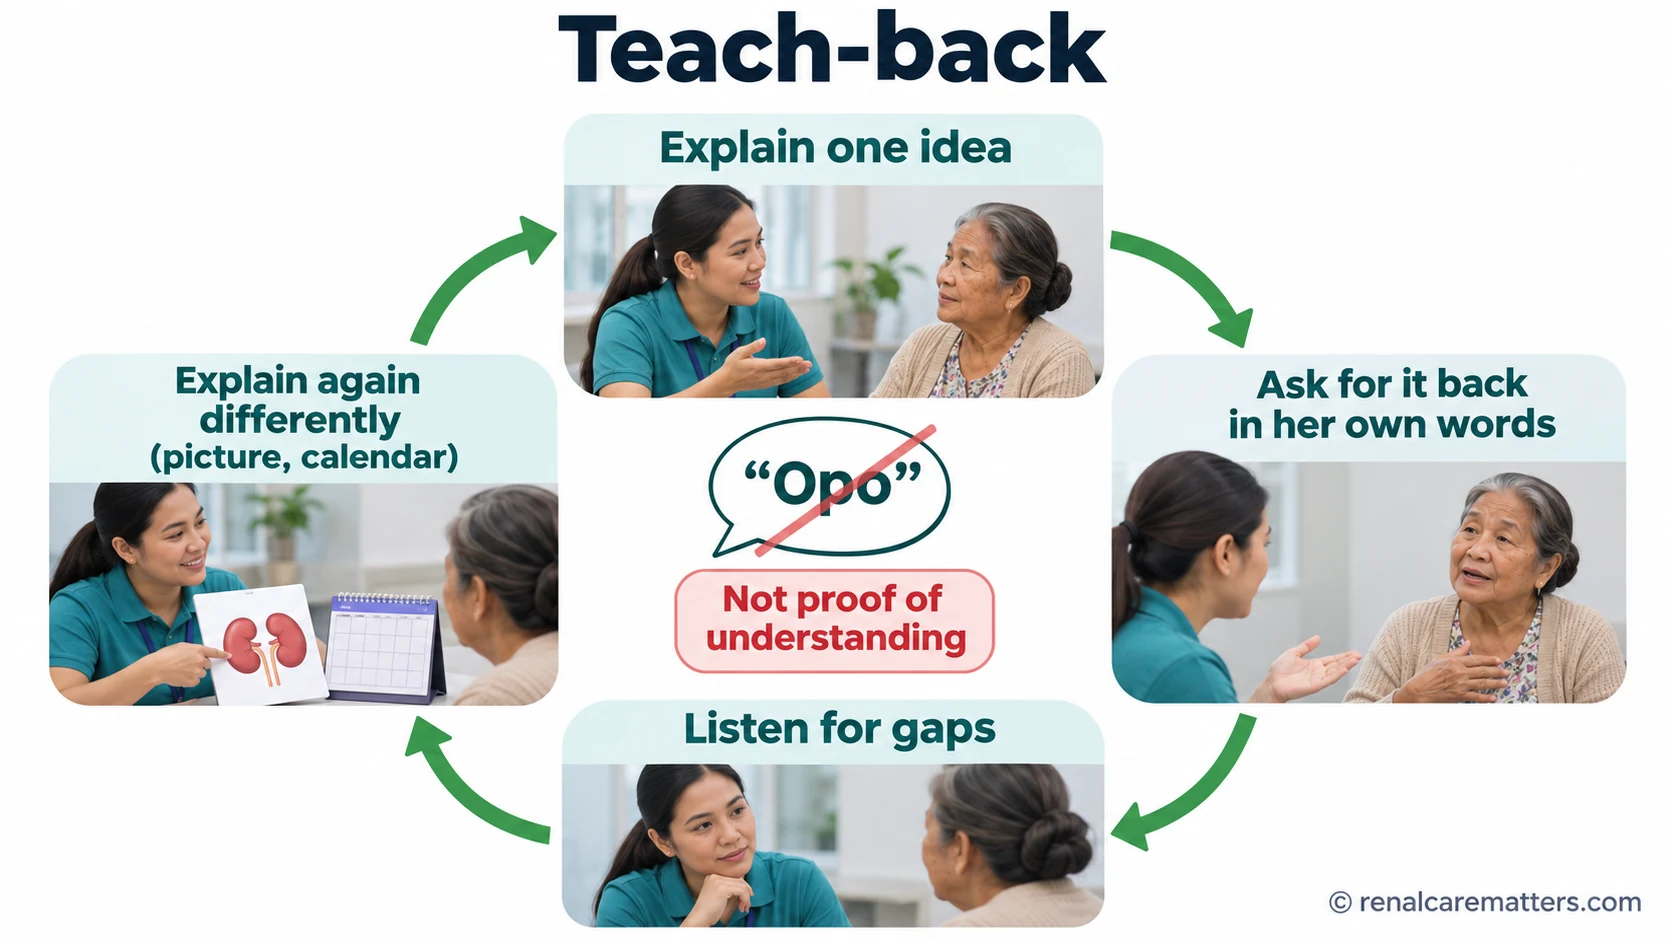 Teach-back
Explain one idea
Ask for it back
in her own words
Listen for gaps
Explain again
differently
(picture, calendar)
“Opo”
Not proof of
understanding
© renalcarematters.com